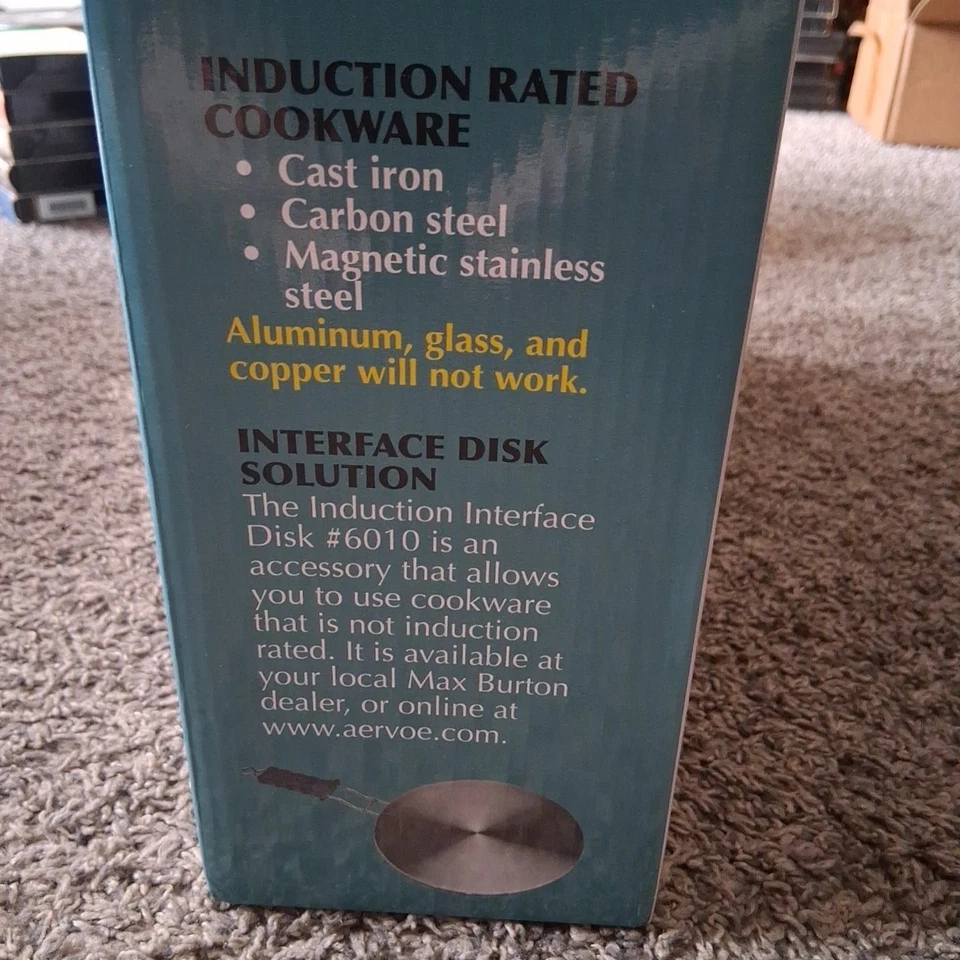 INDUCTION RATED
COOKWARE
• Cast iron
• Carbon steel
• Magnetic stainless
steel
Aluminum, glass, and
copper will not work.
INTERFACE DISK
SOLUTION
The Induction Interface
Disk #6010 is an
accessory that allows
you to use cookware
that is not induction
rated. It is available at
your local Max Burton
dealer, or online at
www.aervoe.com.